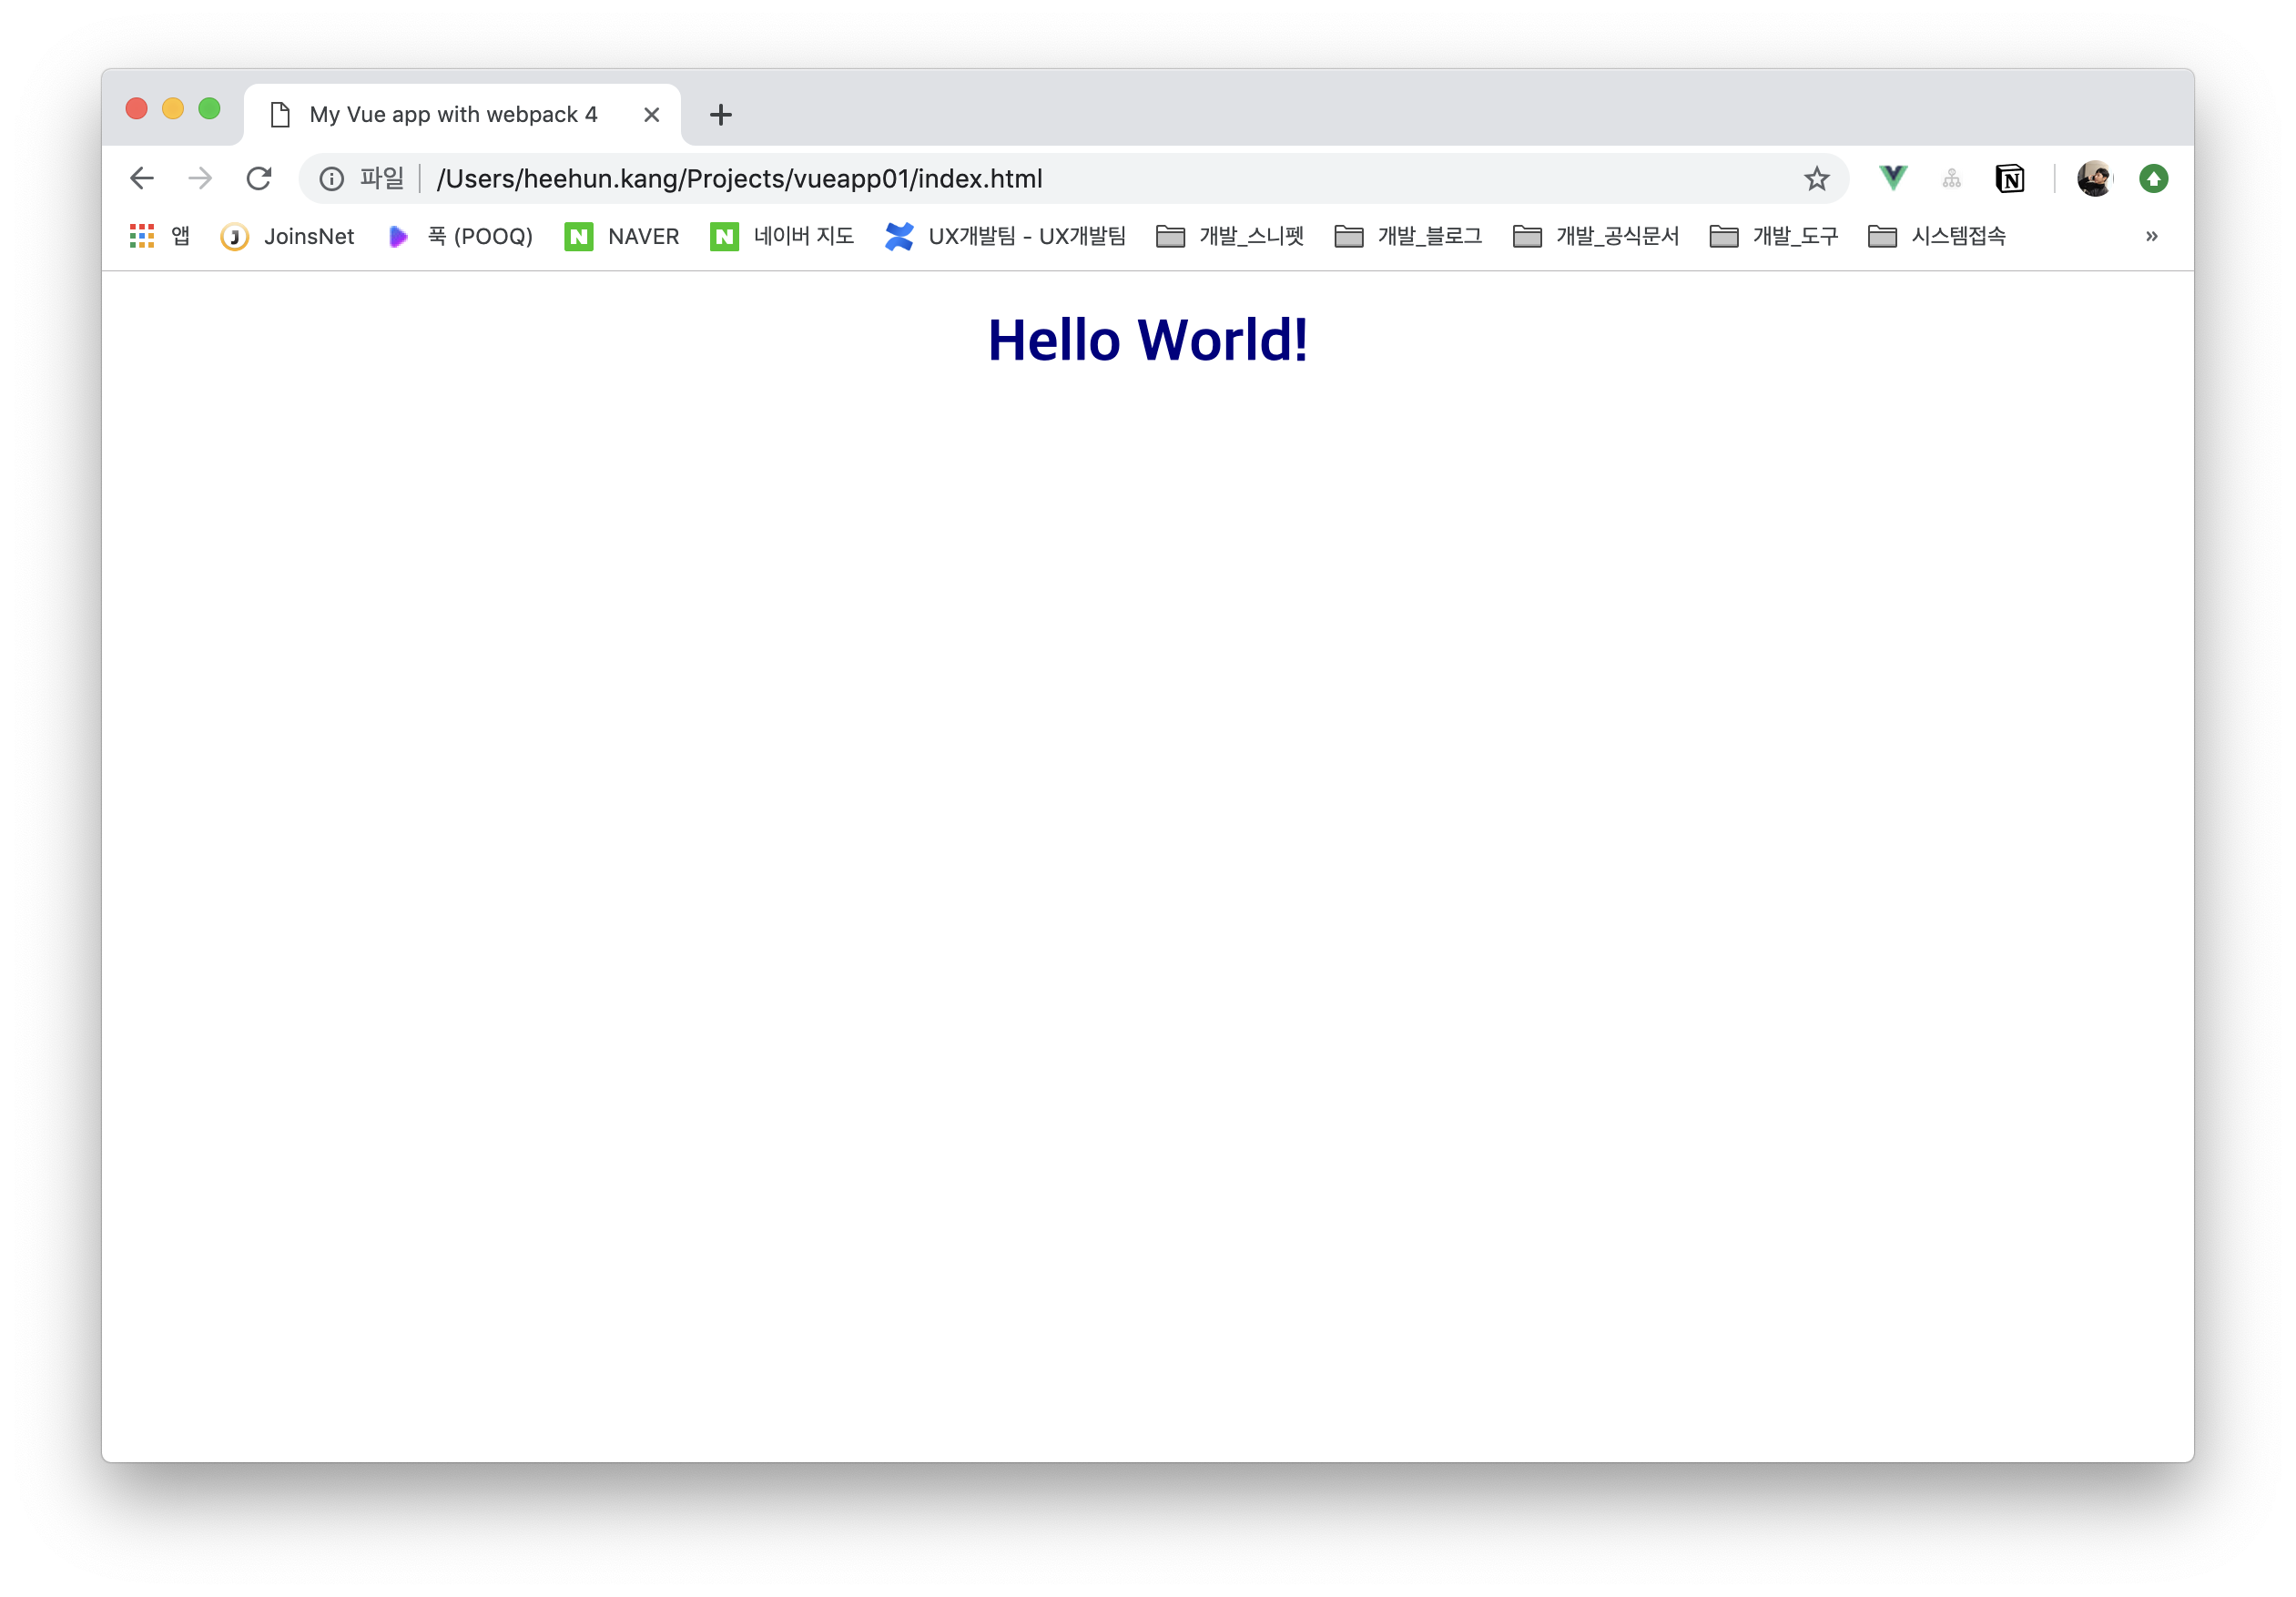 My Vue app with webpack 4
파일 /Users/heehun.kang/Projects/vueapp01/index.html
앱 JoinsNet 푹 (POOQ) NAVER 네이버 지도 UX개발팀 - UX개발팀 개발_스니펫 개발_블로그 개발_공식문서 개발_도구 시스템접속 »
Hello World!